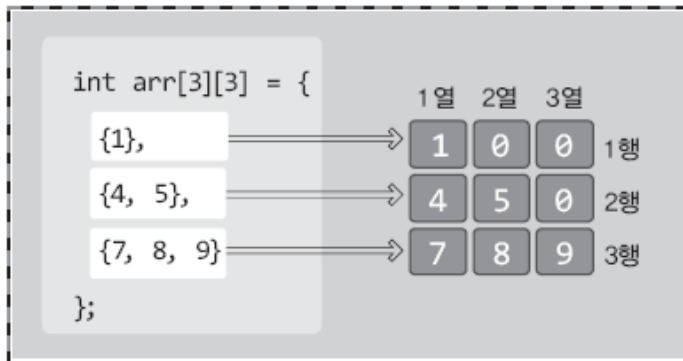 int arr[3][3] = {
{1},
{4, 5},
{7, 8, 9}
};
1열 2열 3열
1 0 0 1행
4 5 0 2행
7 8 9 3행